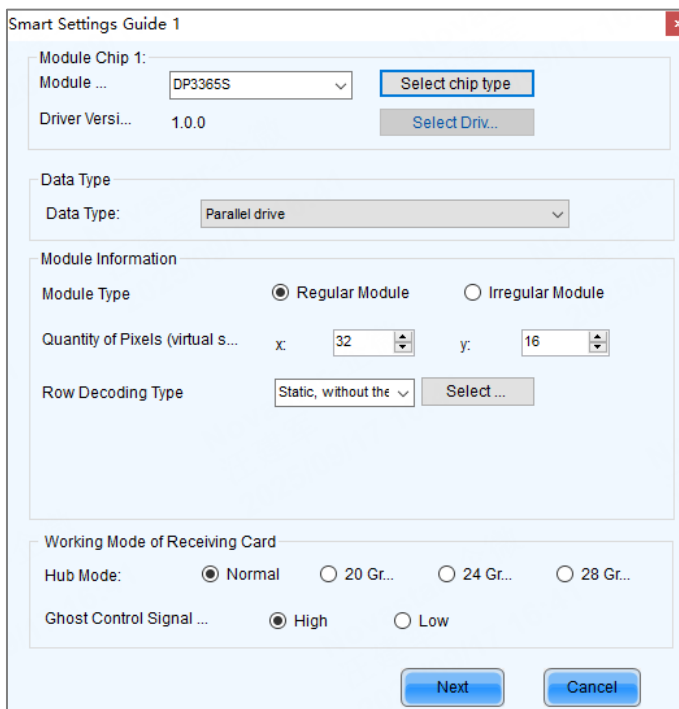 Smart Settings Guide 1
Module Chip 1:
Module ... DP3365S Select chip type
Driver Versi... 1.0.0 Select Driv...
Data Type
Data Type: Parallel drive
Module Information
Module Type Regular Module Irregular Module
Quantity of Pixels (virtual s... x: 32 y: 16
Row Decoding Type Static, without the Select ...
Working Mode of Receiving Card
Hub Mode: Normal 20 Gr... 24 Gr... 28 Gr...
Ghost Control Signal ... High Low
Next Cancel